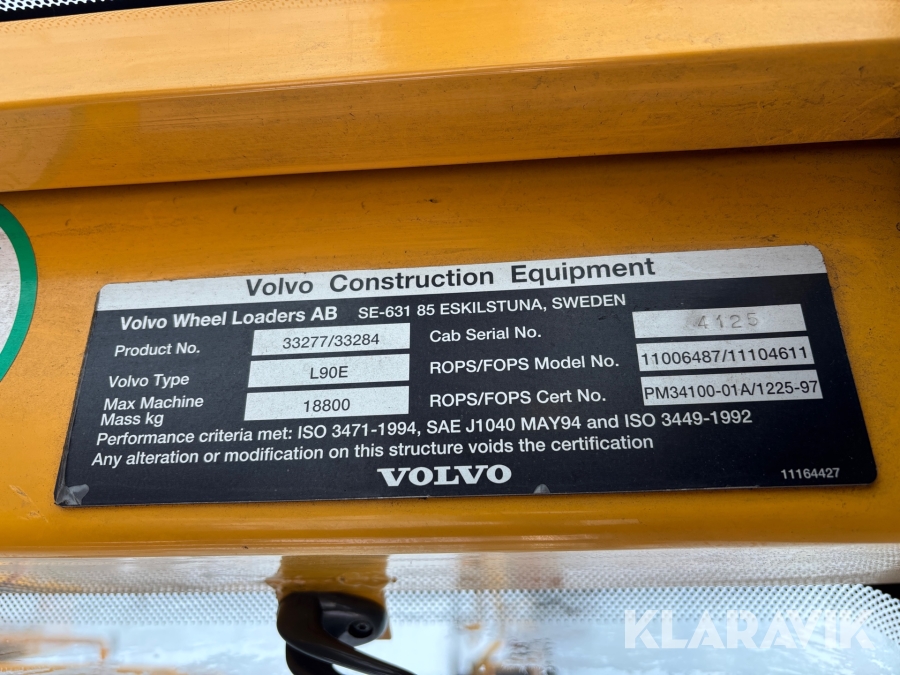 Volvo Construction Equipment
Volvo Wheel Loaders AB SE-631 85 ESKILSTUNA, SWEDEN
Product No. 33277/33284
Volvo Type L90E
Max Machine Mass kg 18800
Cab Serial No. 4125
ROPS/FOPS Model No. 11006487/11104611
ROPS/FOPS Cert No. PM34100-01A/1225-97
Performance criteria met: ISO 3471-1994, SAE J1040 MAY94 and ISO 3449-1992
Any alteration or modification on this structure voids the certification
VOLVO
11164427
KLARAVIK